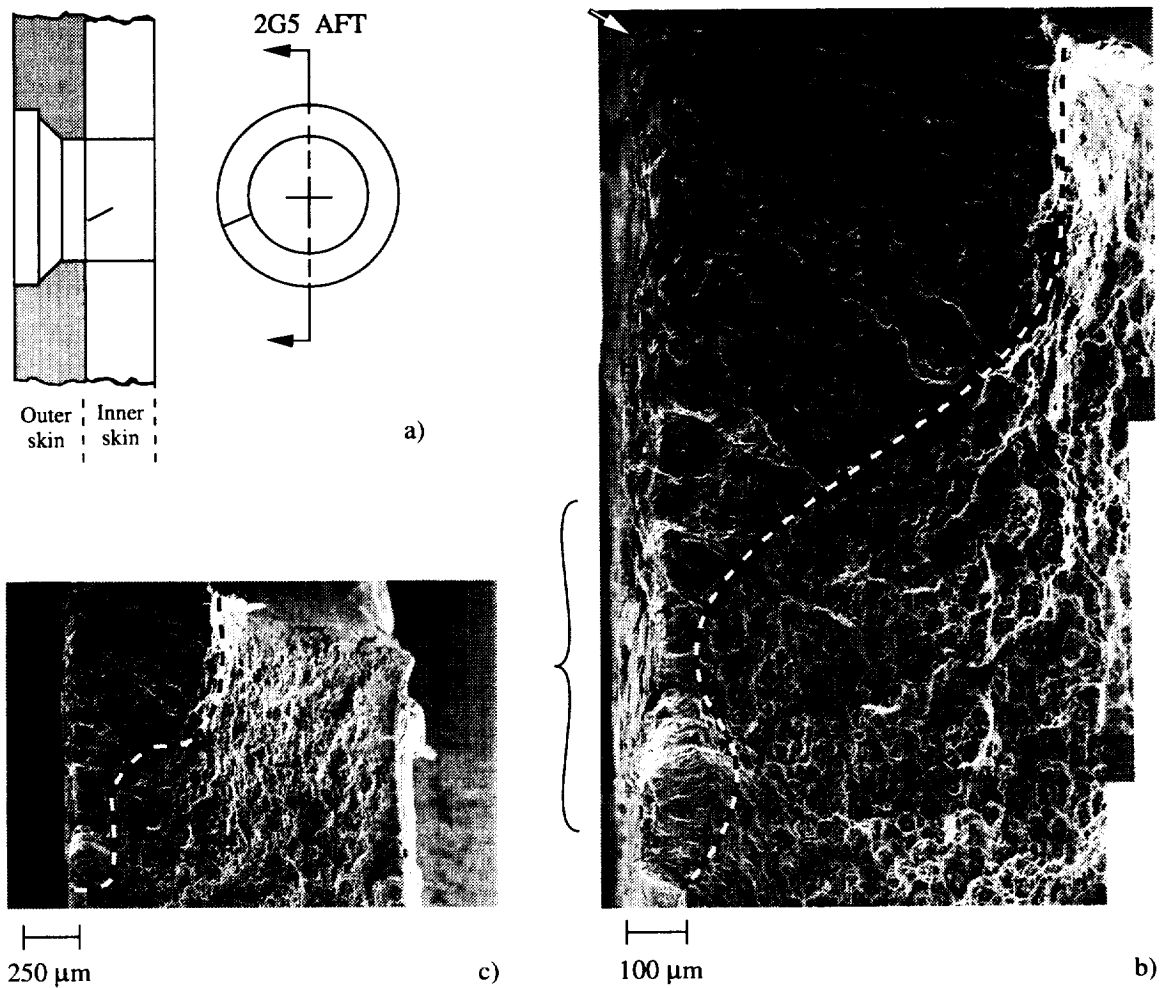 2G5 AFT
Outer skin
Inner skin
a)
250 μm
c)
100 μm
b)